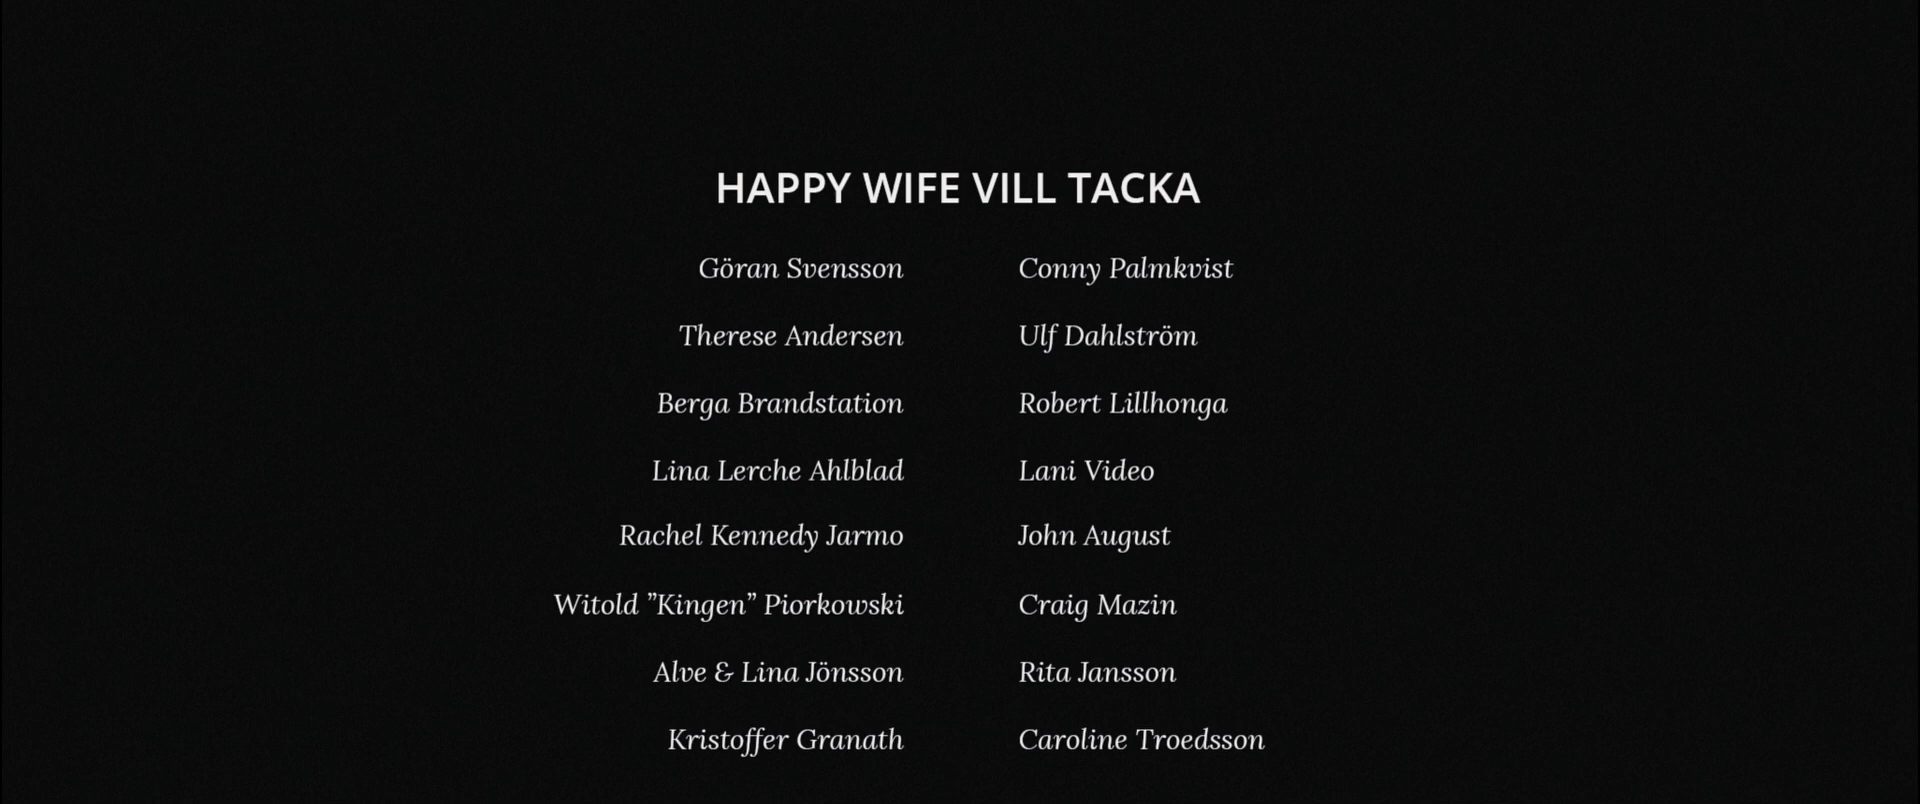 HAPPY WIFE VILL TACKA
Göran Svensson Conny Palmkvist
Therese Andersen Ulf Dahlström
Berga Brandstation Robert Lillhonga
Lina Lerche Ahlblad Lani Video
Rachel Kennedy Jarmo John August
Witold ”Kingen” Piorkowski Craig Mazin
Alve & Lina Jönsson Rita Jansson
Kristoffer Granath Caroline Troedsson